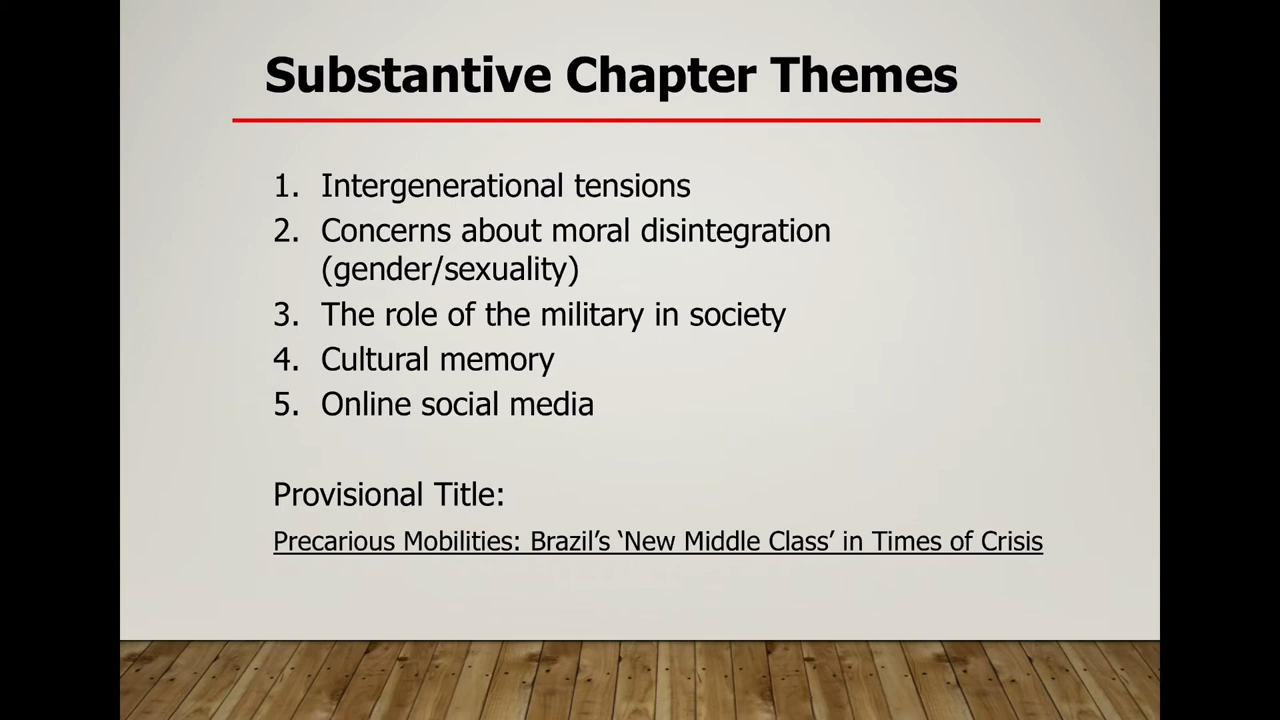 Substantive Chapter Themes
1. Intergenerational tensions
2. Concerns about moral disintegration
(gender/sexuality)
3. The role of the military in society
4. Cultural memory
5. Online social media
Provisional Title:
Precarious Mobilities: Brazil’s ‘New Middle Class’ in Times of Crisis